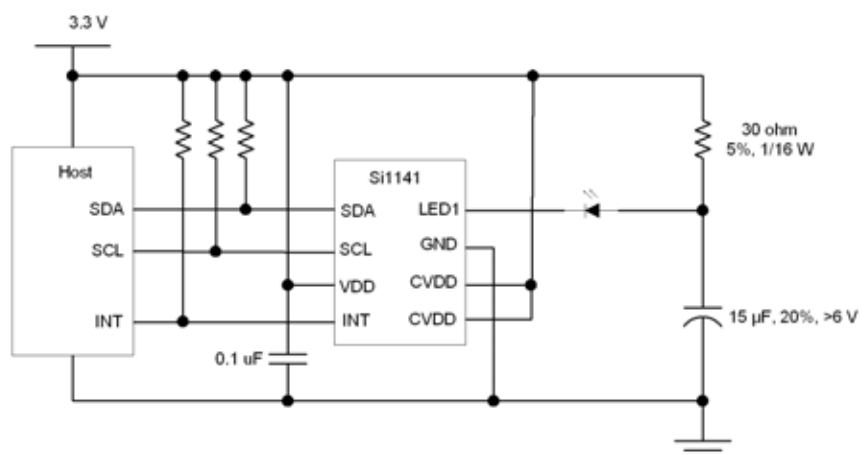 3.3 V
30 ohm
5%, 1/16 W
Host
Si1141
SDA
SDA
LED1
SCL
SCL
GND
VDD
CVDD
INT
INT
CVDD
15 µF, 20%, >6 V
0.1 uF